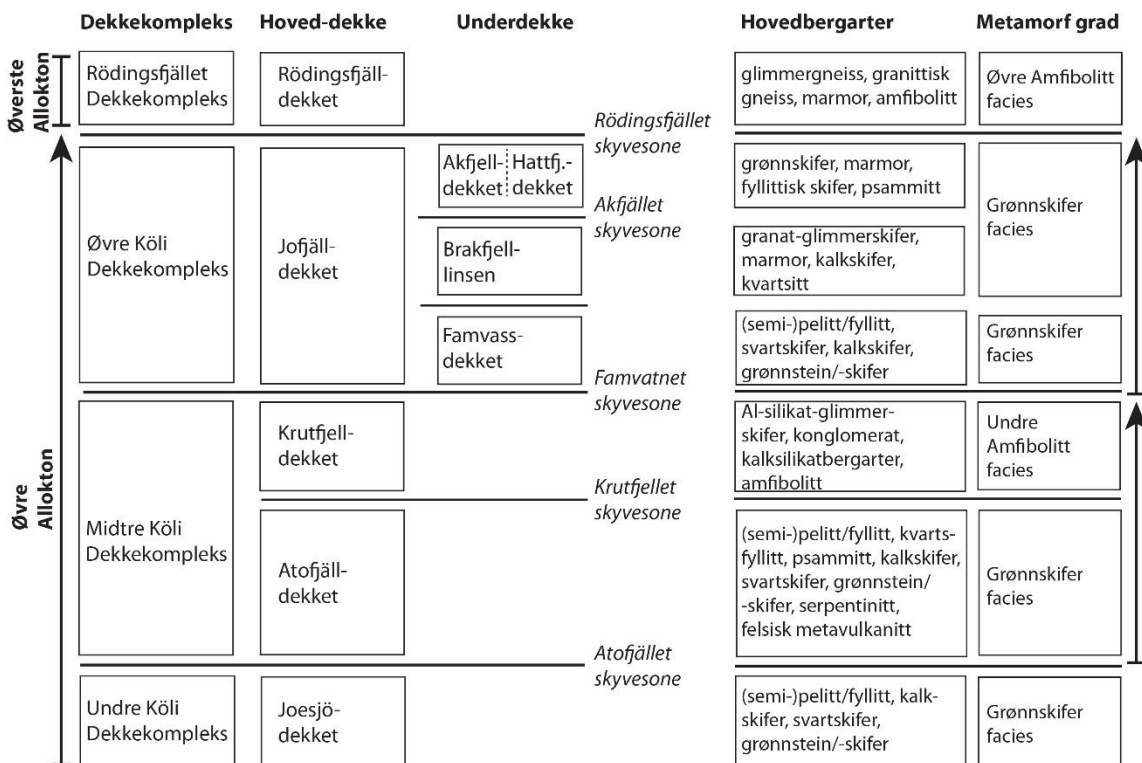 Dekkekompleks
Hoved-dekke
Underdekke
Hovedbergarter
Metamorf grad
Øverste
Allokton
Rödingsfjället
Dekkekompleks
Rödingsfjäll-
dekket
glimmergneiss, granittisk
gneiss, marmor, amfibolitt
Øvre Amfibolitt
facies
Rödingsfjället
skyvesone
Øvre
Allokton
Øvre Köli
Dekkekompleks
Jofjäll-
dekket
Akfjell-
dekket
Hattfj.-
dekket
grønnskifer, marmor,
fyllittisk skifer, psammitt
Grønnskifer
facies
Akfjället
skyvesone
Brakfjell-
linsen
granat-glimmerskifer,
marmor, kalkskifer,
kvartsitt
Famvass-
dekket
(semi-)pelitt/fyllitt,
svartskifer, kalkskifer,
grønnstein/-skifer
Grønnskifer
facies
Famvatnet
skyvesone
Midtre Köli
Dekkekompleks
Krutfjell-
dekket
Al-silikat-glimmer-
skifer, konglomerat,
kalksilikatbergarter,
amfibolitt
Undre
Amfibolitt
facies
Krutfjellet
skyvesone
Atofjäll-
dekket
(semi-)pelitt/fyllitt, kvarts-
fyllitt, psammitt, kalkskifer,
svartskifer, grønnstein/
-skifer, serpentinitt,
felsisk metavulkanitt
Grønnskifer
facies
Atofjället
skyvesone
Undre Köli
Dekkekompleks
Joesjö-
dekket
(semi-)pelitt/fyllitt, kalk-
skifer, svartskifer,
grønnstein/-skifer
Grønnskifer
facies